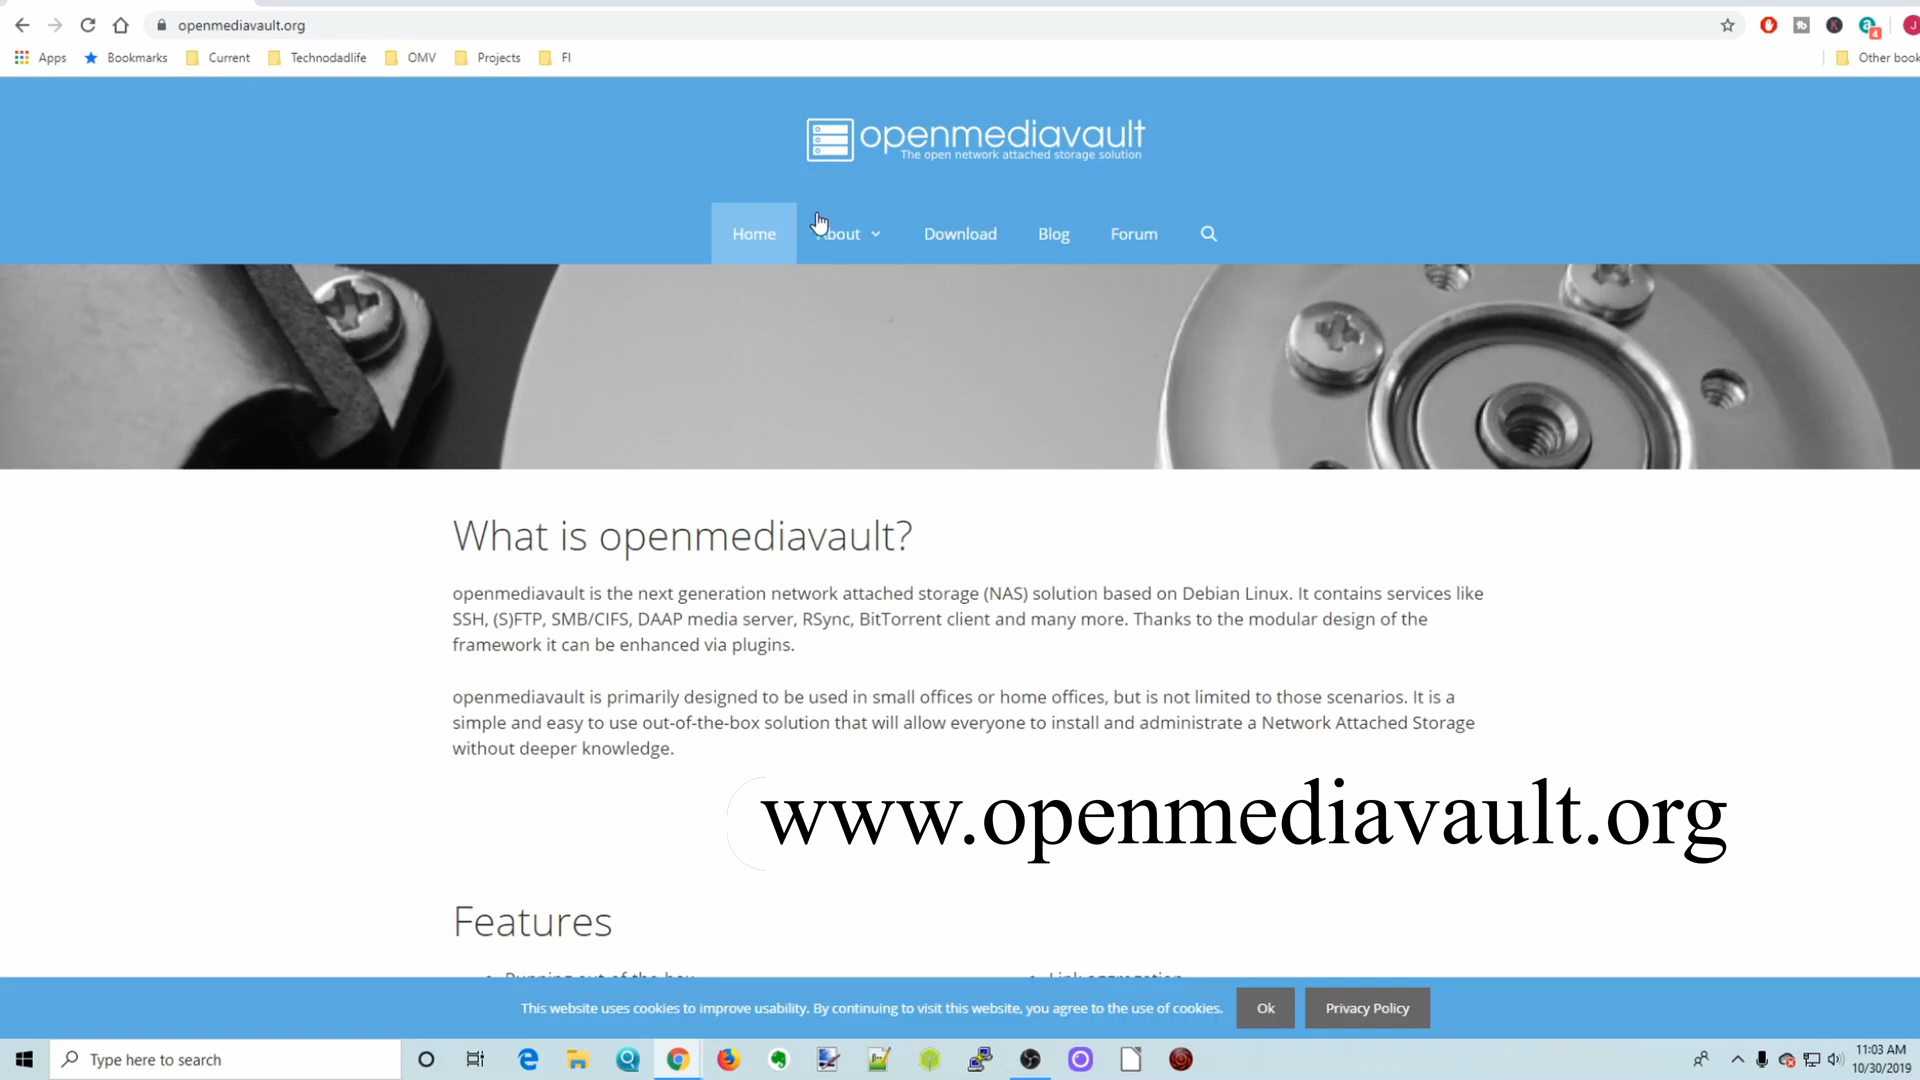 openmediavault.org
Apps Bookmarks Current Technodadlife OMV Projects FI Other book
openmediavault
The open network attached storage solution
Home About Download Blog Forum
What is openmediavault?
openmediavault is the next generation network attached storage (NAS) solution based on Debian Linux. It contains services like
SSH, (S)FTP, SMB/CIFS, DAAP media server, RSync, BitTorrent client and many more. Thanks to the modular design of the
framework it can be enhanced via plugins.
openmediavault is primarily designed to be used in small offices or home offices, but is not limited to those scenarios. It is a
simple and easy to use out-of-the-box solution that will allow everyone to install and administrate a Network Attached Storage
without deeper knowledge.
www.openmediavault.org
Features
Running out of the box Link aggregation
This website uses cookies to improve usability. By continuing to visit this website, you agree to the use of cookies. Ok Privacy Policy
Type here to search
11:03 AM
10/30/2019